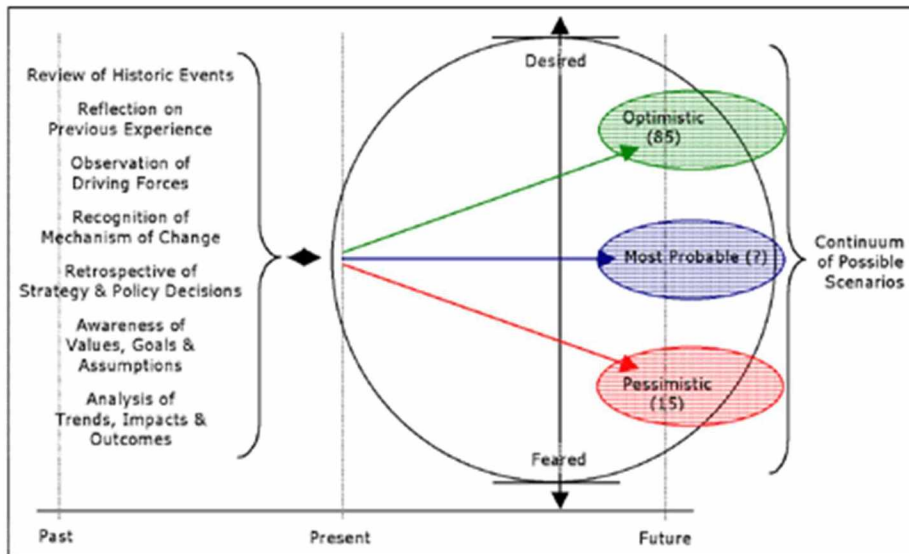 Review of Historic Events
Reflection on
Previous Experience
Observation of
Driving Forces
Recognition of
Mechanism of Change
Retrospective of
Strategy & Policy Decisions
Awareness of
Values, Goals &
Assumptions
Analysis of
Trends, Impacts &
Outcomes
Desired
Optimistic
(85)
Most Probable (?)
Pessimistic
(15)
Feared
Continuum
of Possible
Scenarios
Past
Present
Future